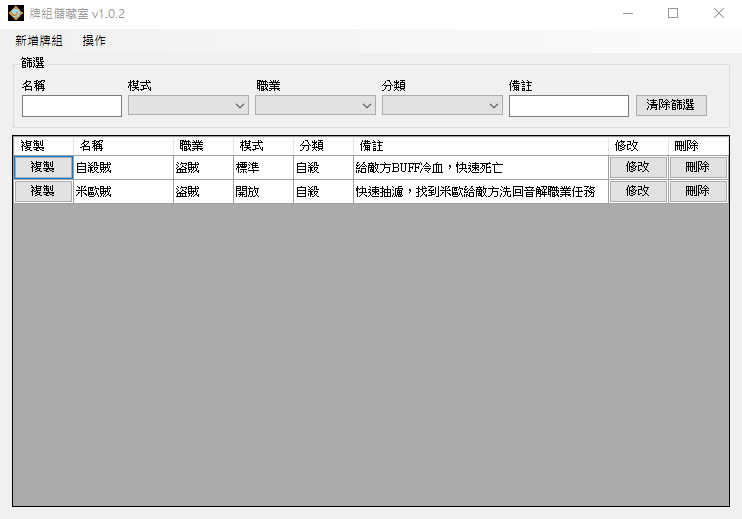 牌組儲藏室 v1.0.2
新增牌組 操作
篩選
名稱 模式 職業 分類 備註
清除篩選
複製 名稱 職業 模式 分類 備註 修改 刪除
複製 自殺賊 盜賊 標準 自殺 給敵方BUFF冷血，快速死亡 修改 刪除
複製 米歐賊 盜賊 開放 自殺 快速抽濾，找到米歐給敵方洗回音解職業任務 修改 刪除